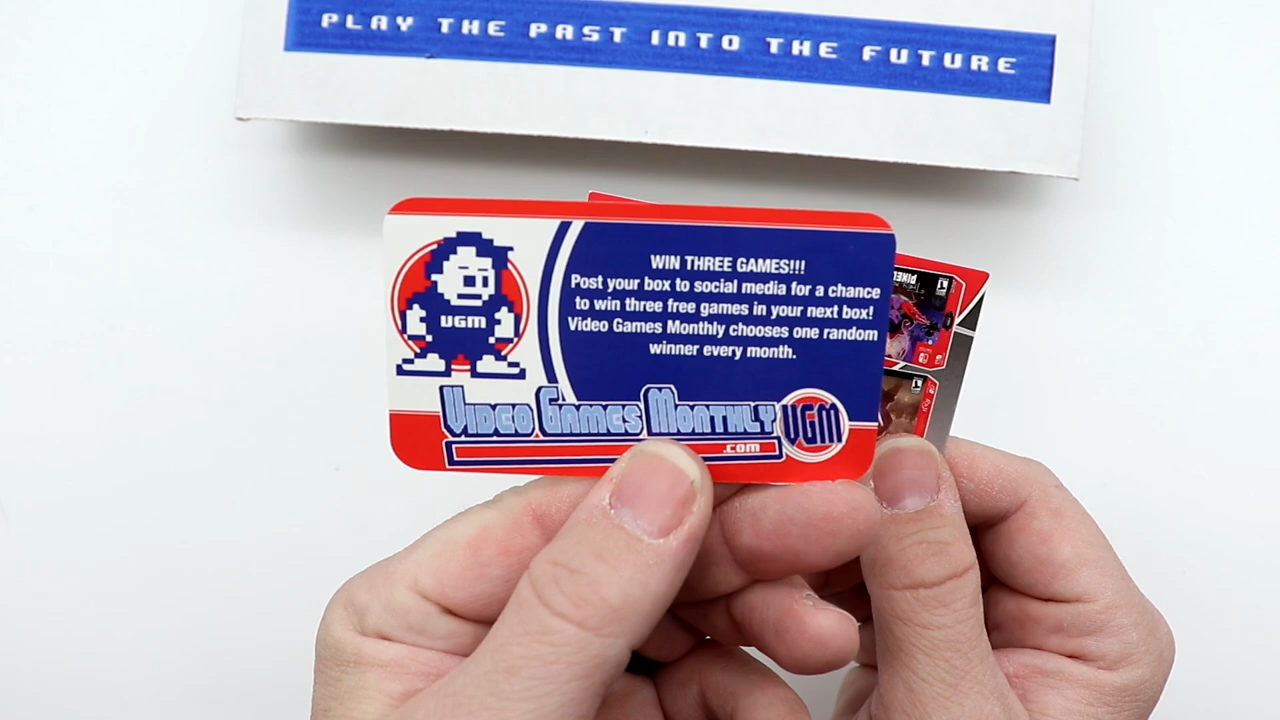 PLAY THE PAST INTO THE FUTURE
WIN THREE GAMES!!!
Post your box to social media for a chance
to win three free games in your next box!
Video Games Monthly chooses one random
winner every month.
VGM
VIDEO GAMES MONTHLY VGM
.COM